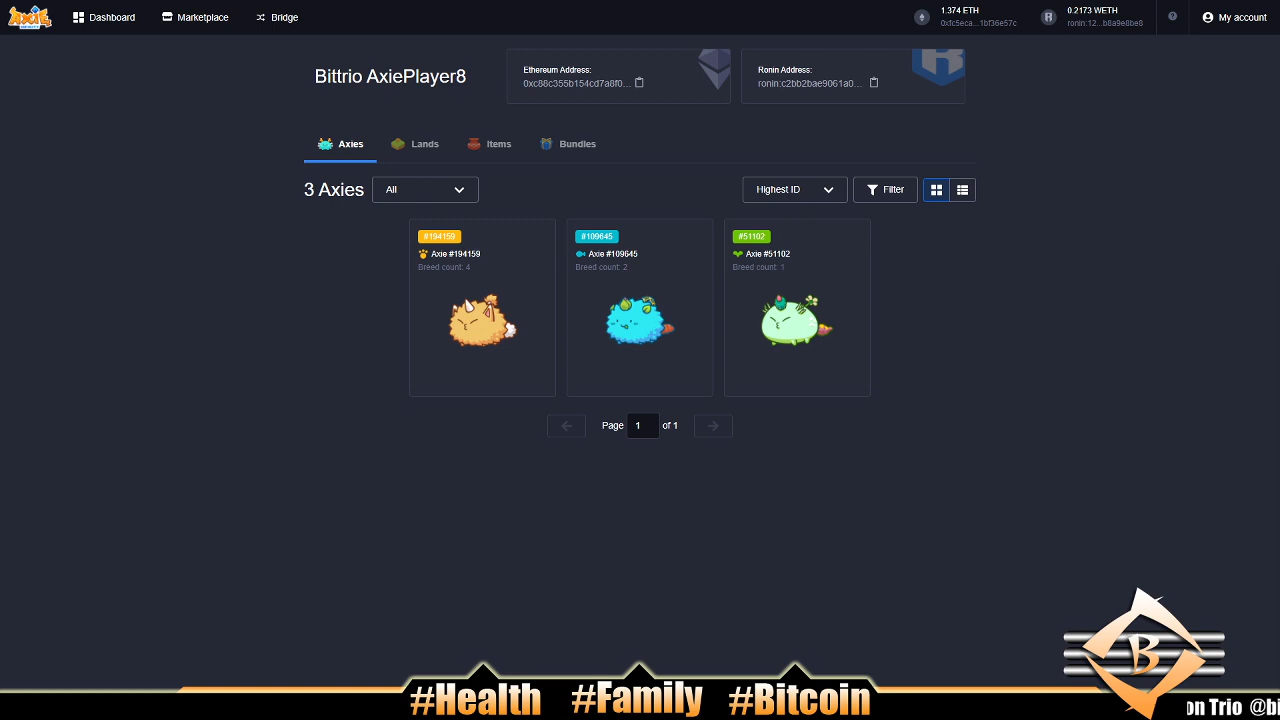 AXIE
Dashboard
Marketplace
Bridge
1.374 ETH
0xfc5eca...1bf36e57c
0.2173 WETH
ronin:12...b8a9e8be8
My account
Bittrio AxiePlayer8
Ethereum Address:
0xc88c355b154cd7a8f0...
Ronin Address:
ronin:c2bb2bae9061a0...
Axies
Lands
Items
Bundles
3 Axies
All
Highest ID
Filter
#194159
Axie #194159
Breed count: 4
#109645
Axie #109645
Breed count: 2
#51102
Axie #51102
Breed count: 1
Page 1 of 1
B
#Health
#Family
#Bitcoin
on Trio @b